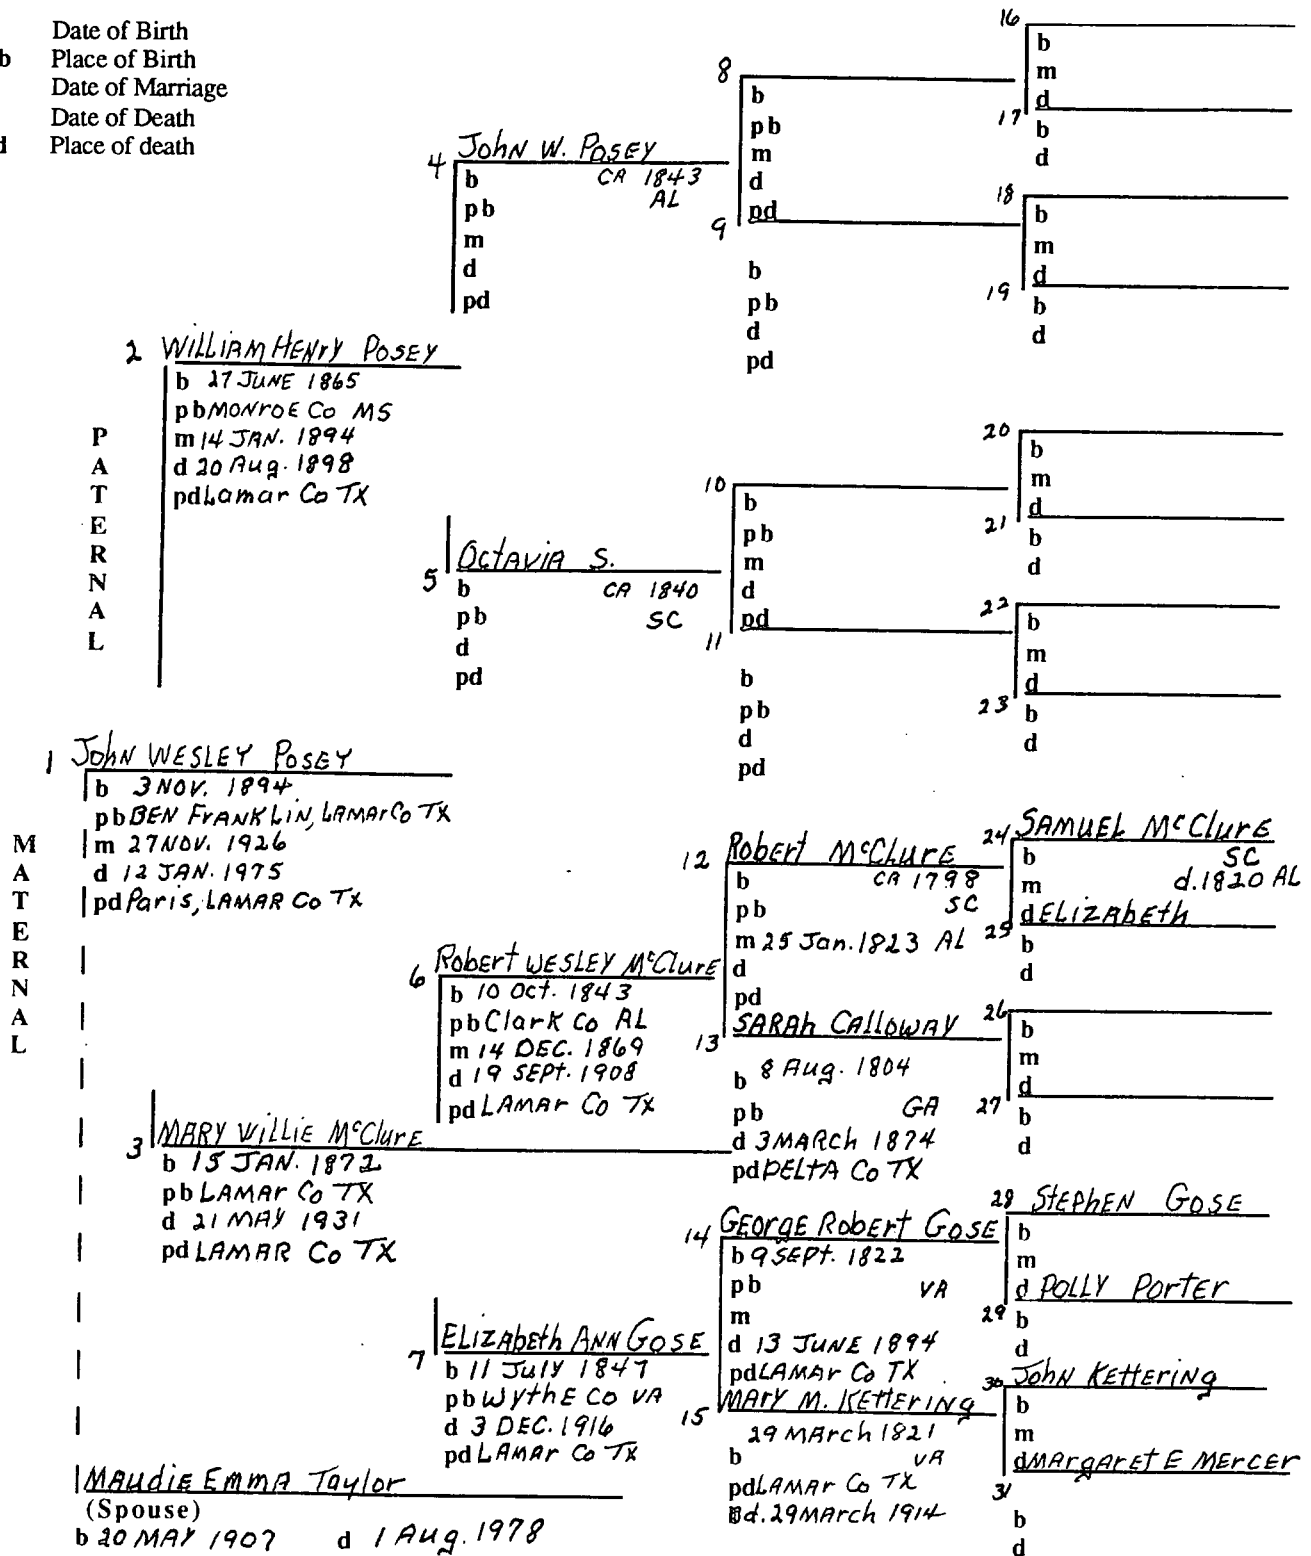 Date of Birth
b Place of Birth
Date of Marriage
Date of Death
d Place of death
P
A
T
E
R
N
A
L
M
A
T
E
R
N
A
L
1 John Wesley Posey
b 3 Nov. 1894
pb Ben Franklin, Lamar Co TX
m 27 Nov. 1926
d 12 Jan. 1975
pd Paris, Lamar Co TX
Maudie Emma Taylor
(Spouse)
b 20 May 1907 d 1 Aug. 1978
2 William Henry Posey
b 27 June 1865
pb Monroe Co MS
m 14 Jan. 1894
d 20 Aug. 1898
pd Lamar Co TX
3 Mary Willie McClure
b 15 Jan. 1872
pb Lamar Co TX
d 21 May 1931
pd Lamar Co TX
4 John W. Posey
b CA 1843
pb AL
m
d
pd
5 Octavia S.
b CA 1840
pb SC
d
pd
6 Robert Wesley McClure
b 10 Oct. 1843
pb Clark Co AL
m 14 Dec. 1869
d 19 Sept. 1908
pd Lamar Co TX
7 Elizabeth Ann Gose
b 11 July 1847
pb Wythe Co VA
d 3 Dec. 1916
pd Lamar Co TX
8
b
pb
m
d
pd
9
b
pb
d
pd
10
b
pb
m
d
pd
11
b
pb
d
pd
12 Robert McClure
b CA 1798
pb SC
m 25 Jan. 1823 AL
d
pd
13 Sarah Calloway
b 8 Aug. 1804
pb GA
d 3 March 1874
pd Delta Co TX
14 George Robert Gose
b 9 Sept. 1822
pb VA
m
d 13 June 1894
pd Lamar Co TX
15 Mary M. Kettering
29 March 1821
b VA
pd Lamar Co TX
d. 29 March 1914
16
b
m
d
17
b
d
18
b
m
d
19
b
d
20
b
m
d
21
b
d
22
b
m
d
23
b
d
24 Samuel McClure
b SC
m d. 1820 AL
d
25 Elizabeth
b
d
26
b
m
d
27
b
d
28 Stephen Gose
b
m
d
29 Polly Porter
b
d
30 John Kettering
b
m
d
31 Margaret E Mercer
b
d